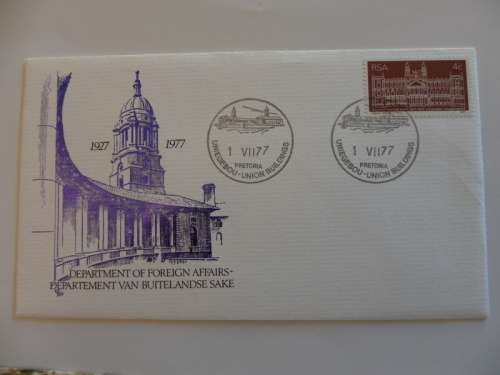 RSA 4c
1927 1977
1 VII 77
PRETORIA
UNIEGEBOU - UNION BUILDINGS
1 VII 77
PRETORIA
UNIEGEBOU - UNION BUILDINGS
DEPARTMENT OF FOREIGN AFFAIRS-
DEPARTEMENT VAN BUITELANDSE SAKE